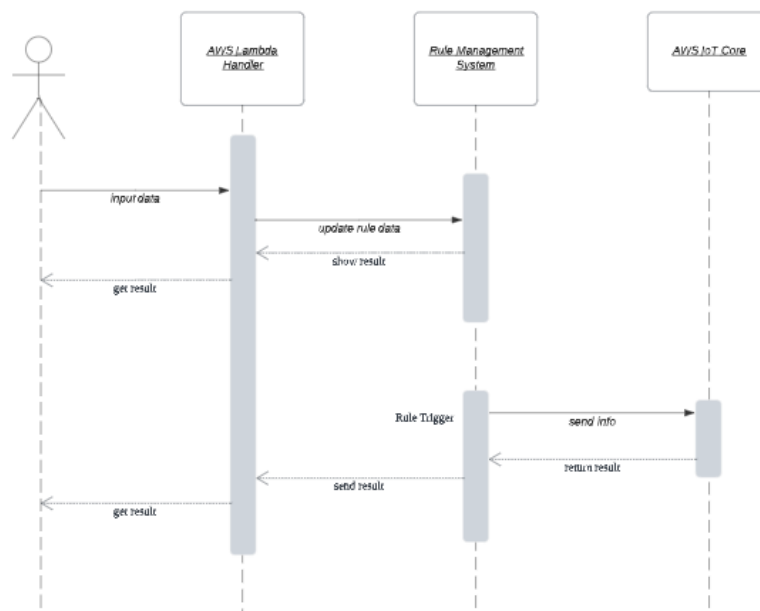 AWS Lambda
Handler
Rule Management
System
AWS IoT Core
input data
update rule data
show result
get result
Rule Trigger
send info
return result
send result
get result